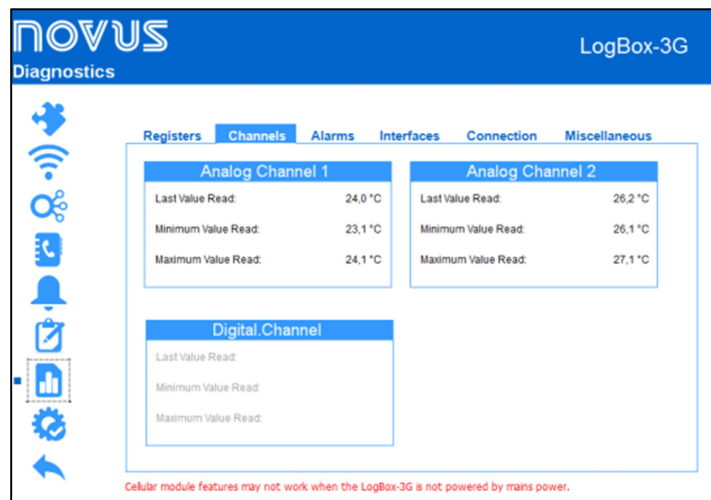 NOVUS
LogBox-3G
Diagnostics
Registers Channels Alarms Interfaces Connection Miscellaneous
Analog Channel 1
Last Value Read: 24,0 °C
Minimum Value Read: 23,1 °C
Maximum Value Read: 24,1 °C
Analog Channel 2
Last Value Read: 26,2 °C
Minimum Value Read: 26,1 °C
Maximum Value Read: 27,1 °C
Digital.Channel
Last Value Read:
Minimum Value Read:
Maximum Value Read:
Cellular module features may not work when the LogBox-3G is not powered by mains power.